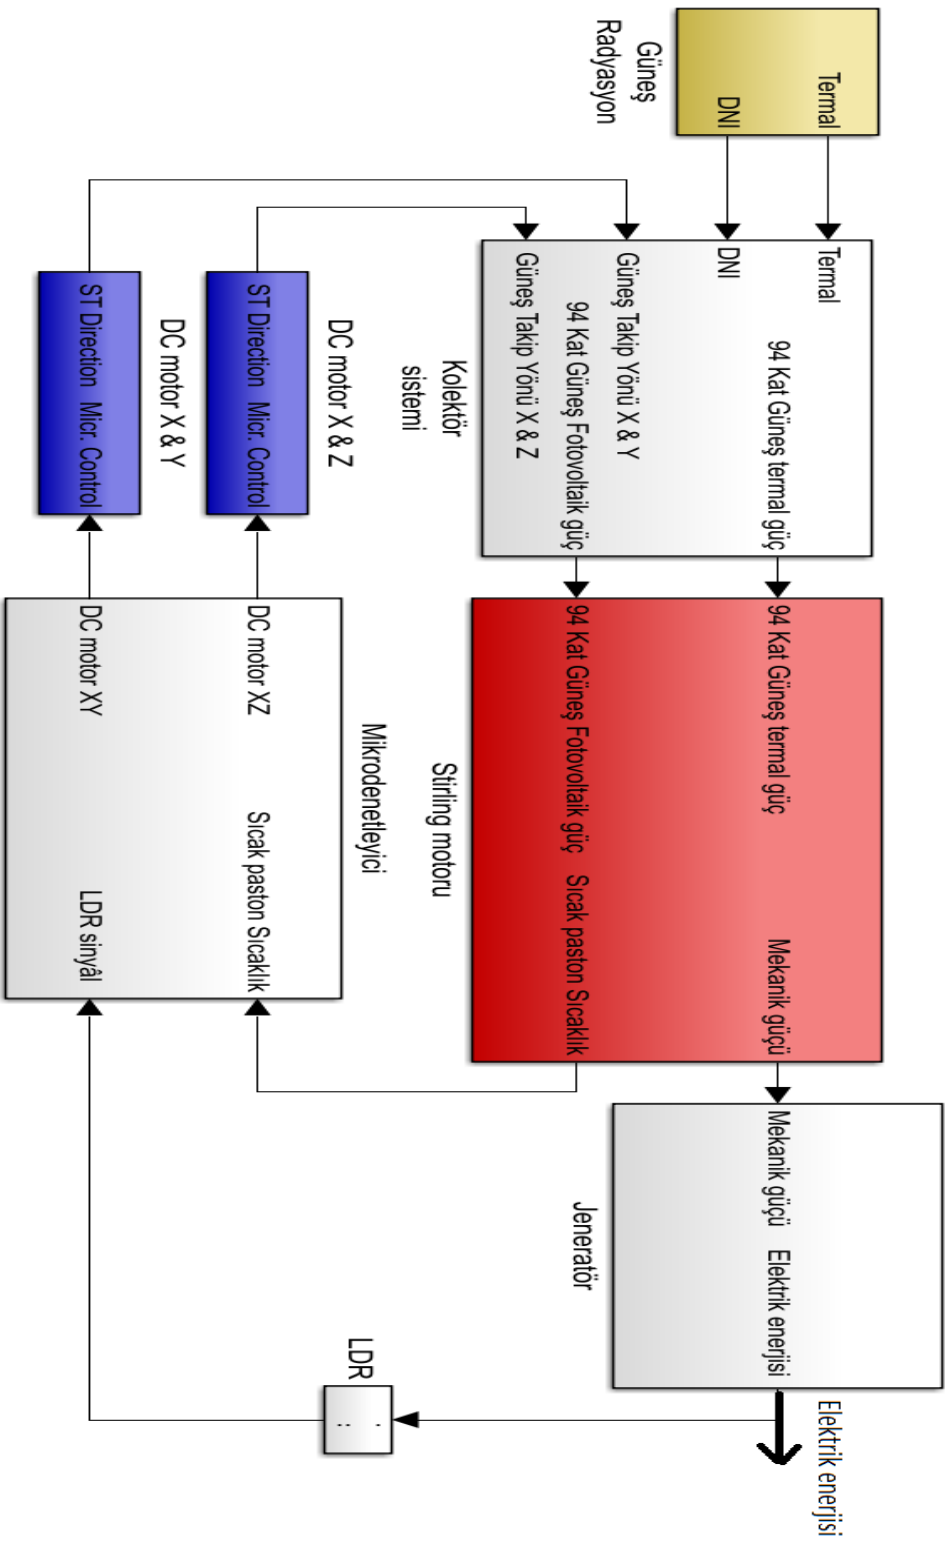 Termal
DNI
Güneş
Radyasyon
Termal
DNI
Güneş Takip Yönü X & Y
Güneş Takip Yönü X & Z
94 Kat Güneş termal güç
94 Kat Güneş Fotovoltaik güç
Kolektör
sistemi
94 Kat Güneş termal güç
94 Kat Güneş Fotovoltaik güç
Mekanik güçü
Sıcak paston Sıcaklık
Stirling motoru
Mekanik güçü
Elektrik enerjisi
Jeneratör
Elektrik enerjisi
DC motor X & Z
ST Direction Micr. Control
DC motor X & Y
ST Direction Micr. Control
Mikrodenetleyici
DC motor XZ
Sıcak paston Sıcaklık
DC motor XY
LDR sinyâl
LDR